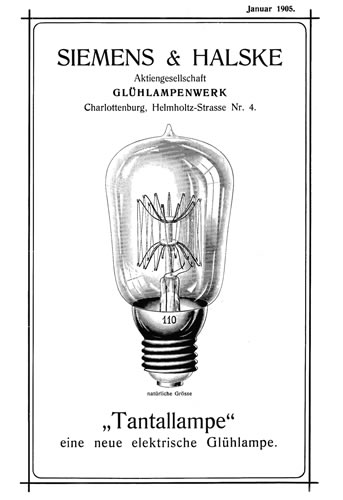 Januar 1905.
SIEMENS & HALSKE
Aktiengesellschaft
GLÜHLAMPENWERK
Charlottenburg, Helmholtz-Strasse Nr. 4.
110
natürliche Grösse
„Tantallampe“
eine neue elektrische Glühlampe.